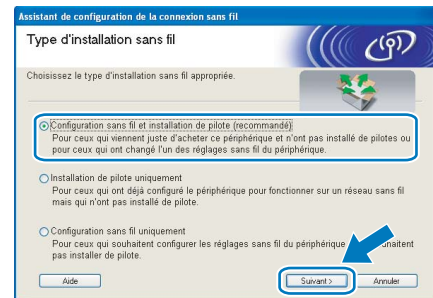 Assistant de configuration de la connexion sans fil
Type d'installation sans fil
Choisissez le type d'installation sans fil appropriée.
Configuration sans fil et installation de pilote (recommandé)
Pour ceux qui viennent juste d'acheter ce périphérique et n'ont pas installé de pilotes ou
pour ceux qui ont changé l'un des réglages sans fil du périphérique.
Installation de pilote uniquement
Pour ceux qui ont déjà configuré le périphérique pour fonctionner sur un réseau sans fil
mais qui n'ont pas installé de pilote.
Configuration sans fil uniquement
Pour ceux qui souhaitent configurer les réglages sans fil du périphérique
pas installer de pilote.
Aide
Suivant >
Annuler